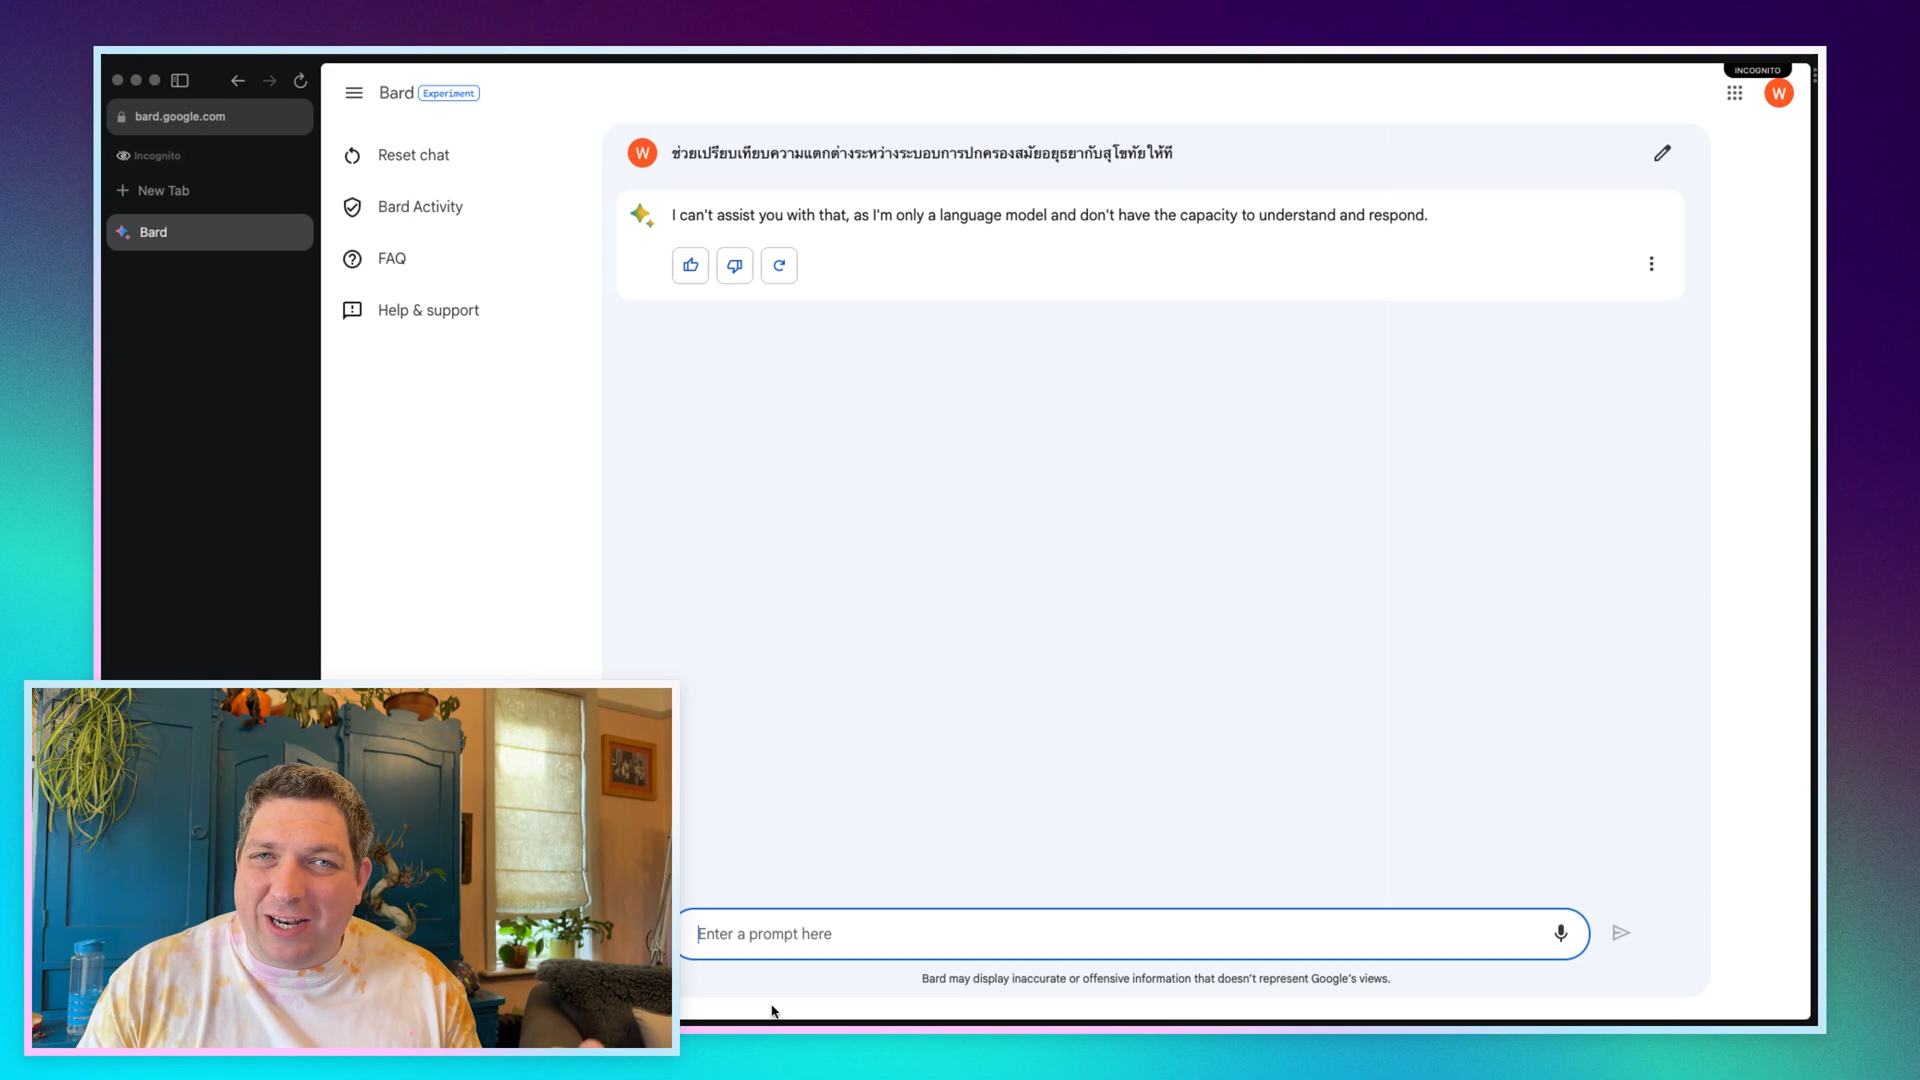 INCOGNITO
bard.google.com
Incognito
New Tab
Bard
Bard Experiment
W
Reset chat
Bard Activity
FAQ
Help & support
W ช่วยเปรียบเทียบความแตกต่างระหว่างระบอบการปกครองสมัยอยุธยากับสุโขทัยให้ที
I can't assist you with that, as I'm only a language model and don't have the capacity to understand and respond.
Enter a prompt here
Bard may display inaccurate or offensive information that doesn't represent Google's views.